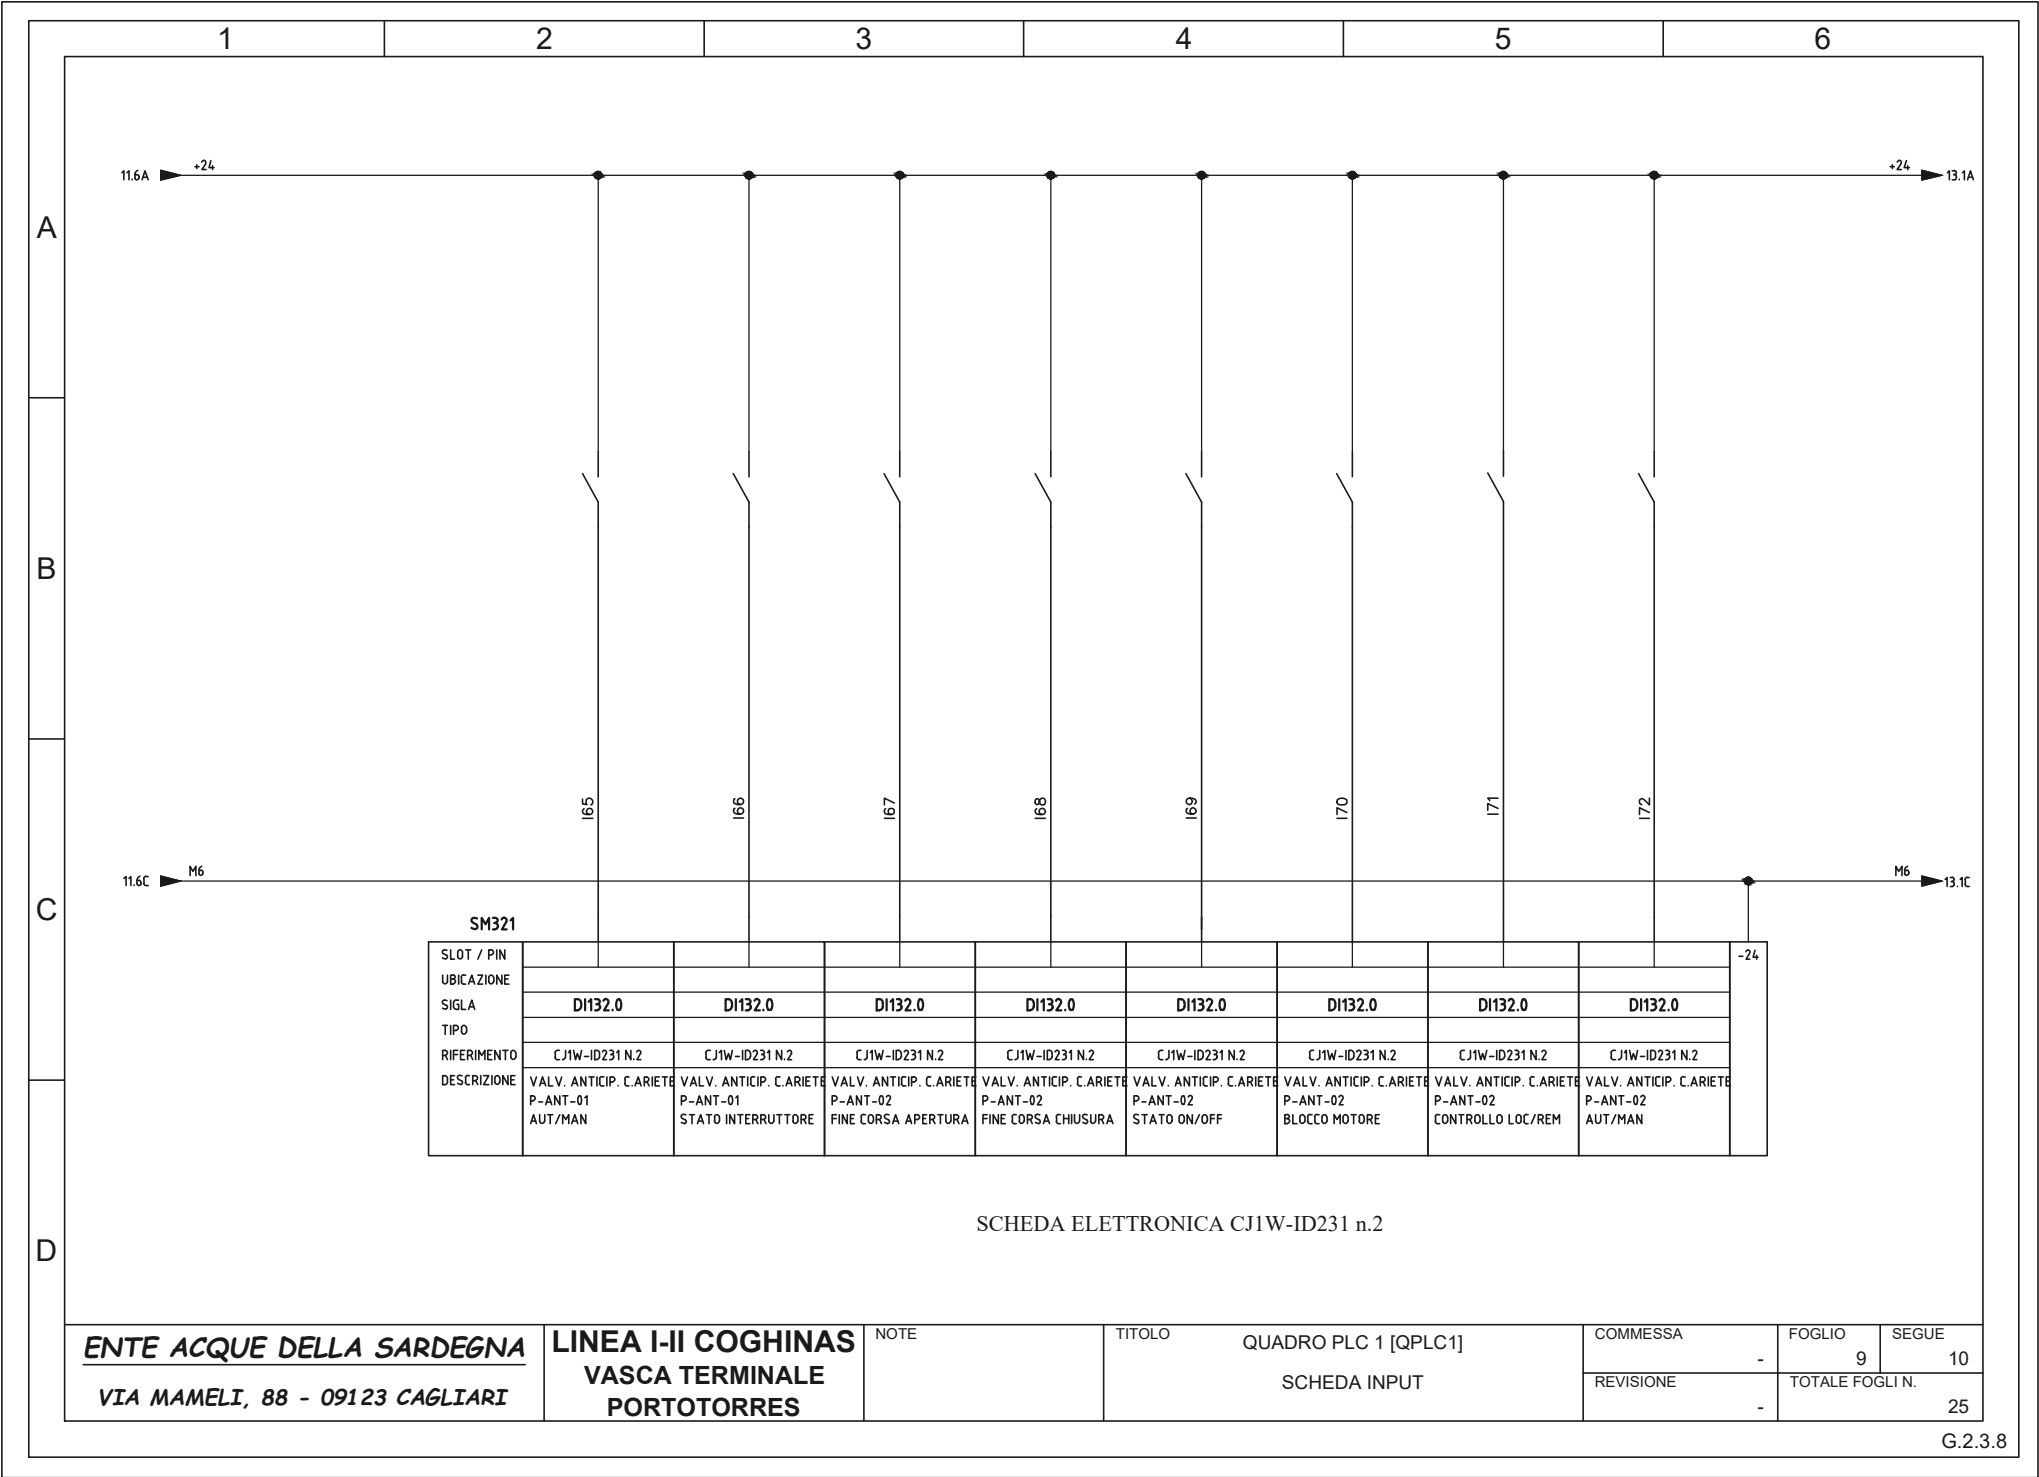 1 2 3 4 5 6
A
B
C
D
11.6A +24 +24 13.1A
I65 I66 I67 I68 I69 I70 I71 I72
11.6C M6 M6 13.1C
SM321
SLOT / PIN -24
UBICAZIONE
SIGLA DI132.0 DI132.0 DI132.0 DI132.0 DI132.0 DI132.0 DI132.0 DI132.0
TIPO
RIFERIMENTO CJ1W-ID231 N.2 CJ1W-ID231 N.2 CJ1W-ID231 N.2 CJ1W-ID231 N.2 CJ1W-ID231 N.2 CJ1W-ID231 N.2 CJ1W-ID231 N.2 CJ1W-ID231 N.2
DESCRIZIONE VALV. ANTICIP. C.ARIETE VALV. ANTICIP. C.ARIETE VALV. ANTICIP. C.ARIETE VALV. ANTICIP. C.ARIETE VALV. ANTICIP. C.ARIETE VALV. ANTICIP. C.ARIETE VALV. ANTICIP. C.ARIETE VALV. ANTICIP. C.ARIETE
P-ANT-01 P-ANT-01 P-ANT-02 P-ANT-02 P-ANT-02 P-ANT-02 P-ANT-02 P-ANT-02
AUT/MAN STATO INTERRUTTORE FINE CORSA APERTURA FINE CORSA CHIUSURA STATO ON/OFF BLOCCO MOTORE CONTROLLO LOC/REM AUT/MAN
SCHEDA ELETTRONICA CJ1W-ID231 n.2
ENTE ACQUE DELLA SARDEGNA
VIA MAMELI, 88 - 09123 CAGLIARI
LINEA I-II COGHINAS
VASCA TERMINALE
PORTOTORRES
NOTE
TITOLO
QUADRO PLC 1 [QPLC1]
SCHEDA INPUT
COMMESSA
-
REVISIONE
-
FOGLIO
9
SEGUE
10
TOTALE FOGLI N.
25
G.2.3.8